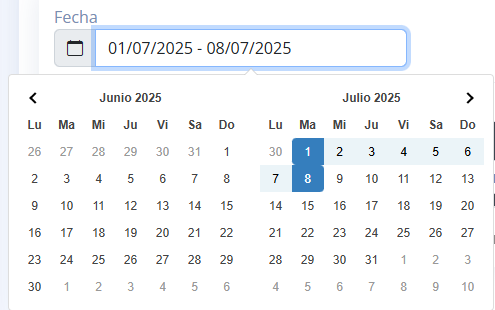 Fecha
01/07/2025 - 08/07/2025
Junio 2025
Lu Ma Mi Ju Vi Sa Do
26 27 28 29 30 31 1
2 3 4 5 6 7 8
9 10 11 12 13 14 15
16 17 18 19 20 21 22
23 24 25 26 27 28 29
30 1 2 3 4 5 6
Julio 2025
Lu Ma Mi Ju Vi Sa Do
30 1 2 3 4 5 6
7 8 9 10 11 12 13
14 15 16 17 18 19 20
21 22 23 24 25 26 27
28 29 30 31 1 2 3
4 5 6 7 8 9 10